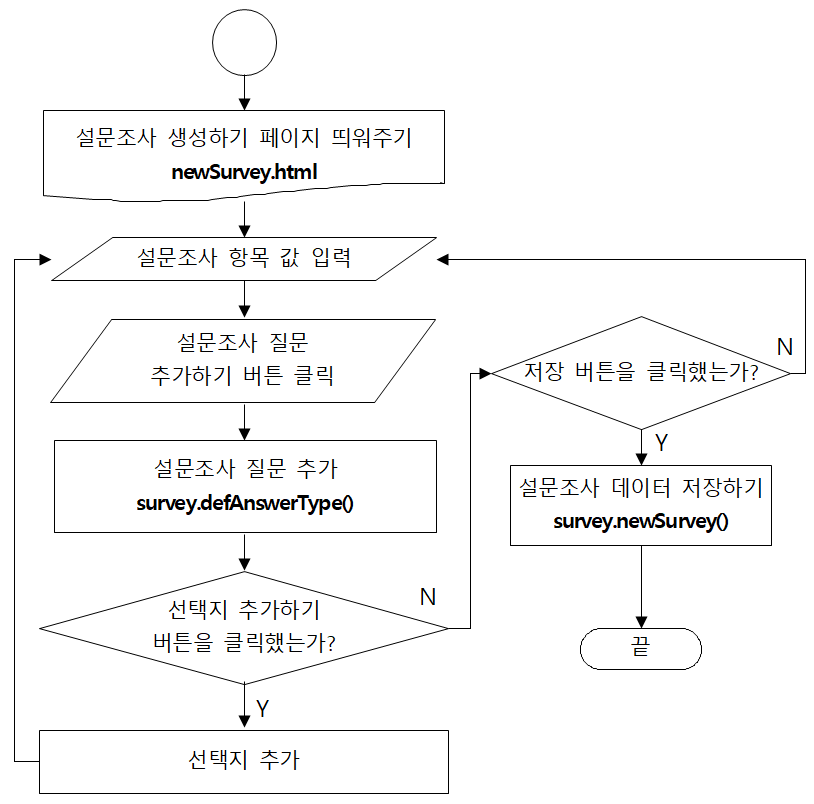 설문조사 생성하기 페이지 띄워주기
newSurvey.html
설문조사 항목 값 입력
설문조사 질문
추가하기 버튼 클릭
설문조사 질문 추가
survey.defAnswerType()
선택지 추가하기
버튼을 클릭했는가?
N
Y
선택지 추가
저장 버튼을 클릭했는가?
N
Y
설문조사 데이터 저장하기
survey.newSurvey()
끝